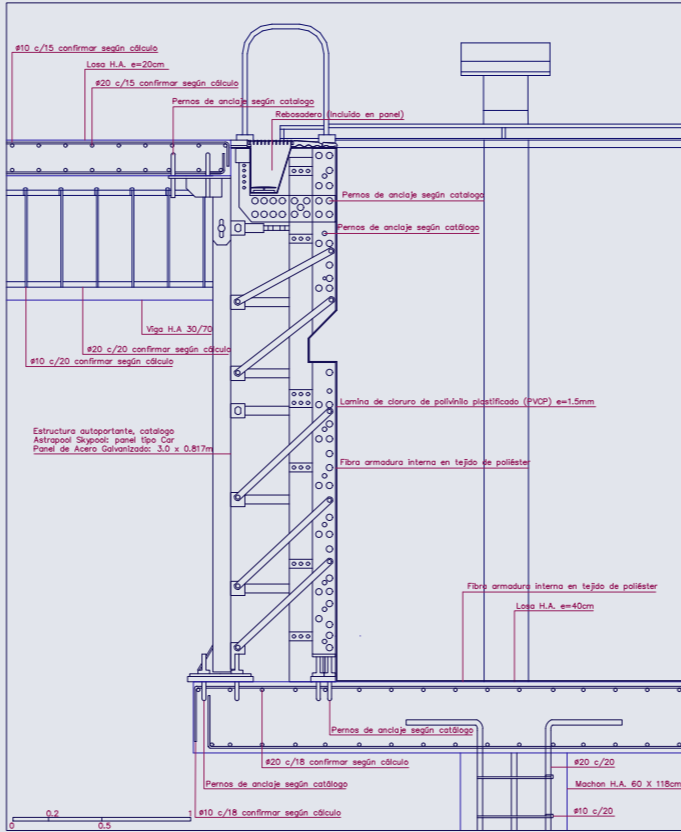 ø10 c/15 confirmar según cálculo
Losa H.A. e=20cm
ø20 c/15 confirmar según cálculo
Pernos de anclaje según catalogo
Rebosadero (Incluido en panel)
Pernos de anclaje según catalogo
Pernos de anclaje según catálogo
Viga H.A 30/70
ø20 c/20 confirmar según cálculo
ø10 c/20 confirmar según cálculo
Lamina de cloruro de polivinilo plastificado (PVCP) e=1.5mm
Estructura autoportante, catalogo
Astrapool Skypool: panel tipo Car
Panel de Acero Galvanizado: 3.0 x 0.817m
Fibra armadura interna en tejido de poliéster
Fibra armadura interna en tejido de poliéster
Losa H.A. e=40cm
Pernos de anclaje según catálogo
ø20 c/18 confirmar según cálculo
ø20 c/20
Pernos de anclaje según catálogo
Machon H.A. 60 X 118cm
ø10 c/18 confirmar según cálculo
ø10 c/20
0 0.2 0.5 1